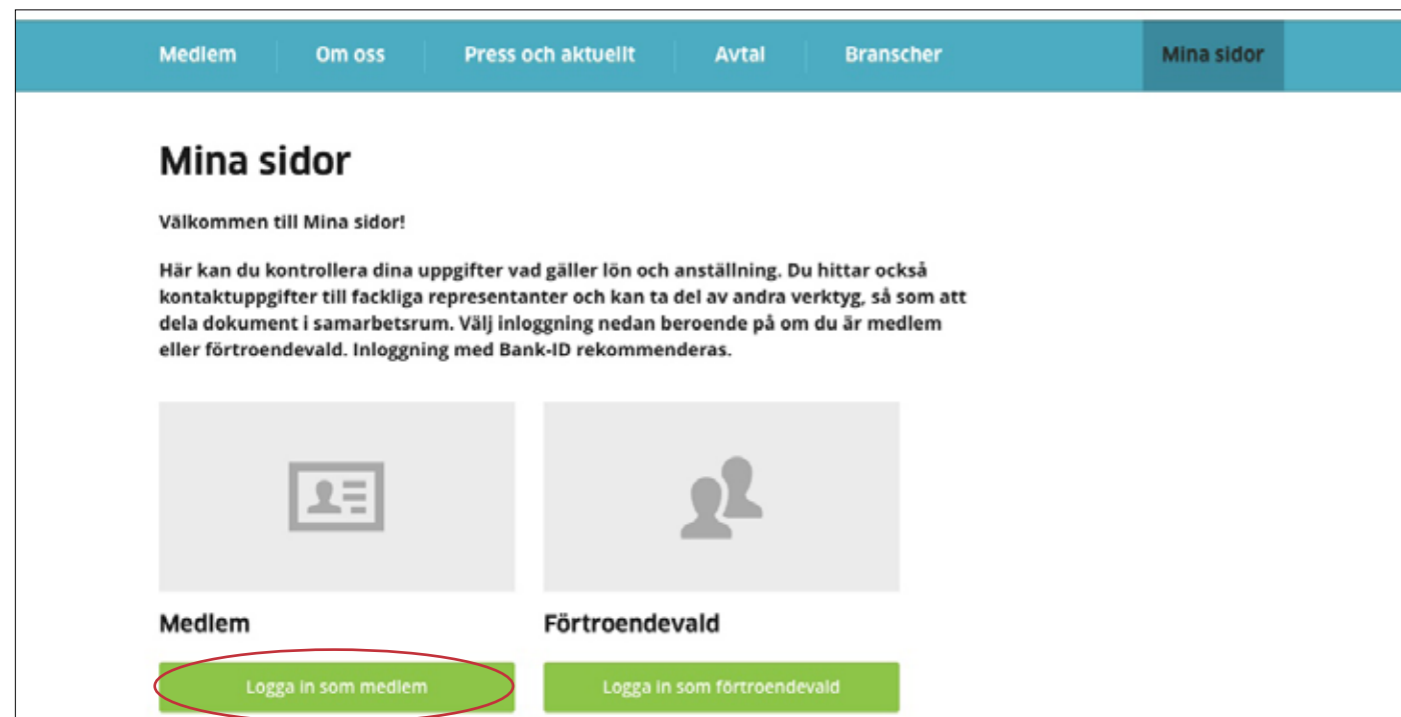 Medlem Om oss Press och aktuellt Avtal Branscher Mina sidor
Mina sidor
Välkommen till Mina sidor!
Här kan du kontrollera dina uppgifter vad gäller lön och anställning. Du hittar också
kontaktuppgifter till fackliga representanter och kan ta del av andra verktyg, så som att
dela dokument i samarbetsrum. Välj inloggning nedan beroende på om du är medlem
eller förtroendevald. Inloggning med Bank-ID rekommenderas.
Medlem Förtroendevald
Logga in som medlem Logga in som förtroendevald